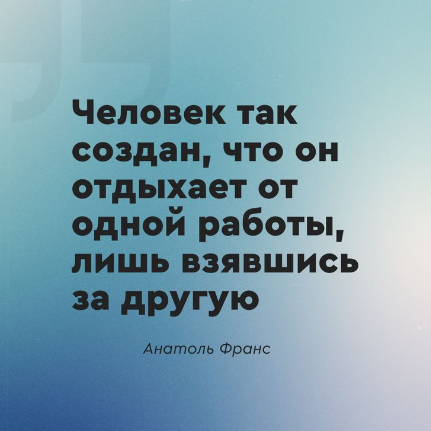 Человек так
создан, что он
отдыхает от
одной работы,
лишь взявшись
за другую
Анатоль Франс